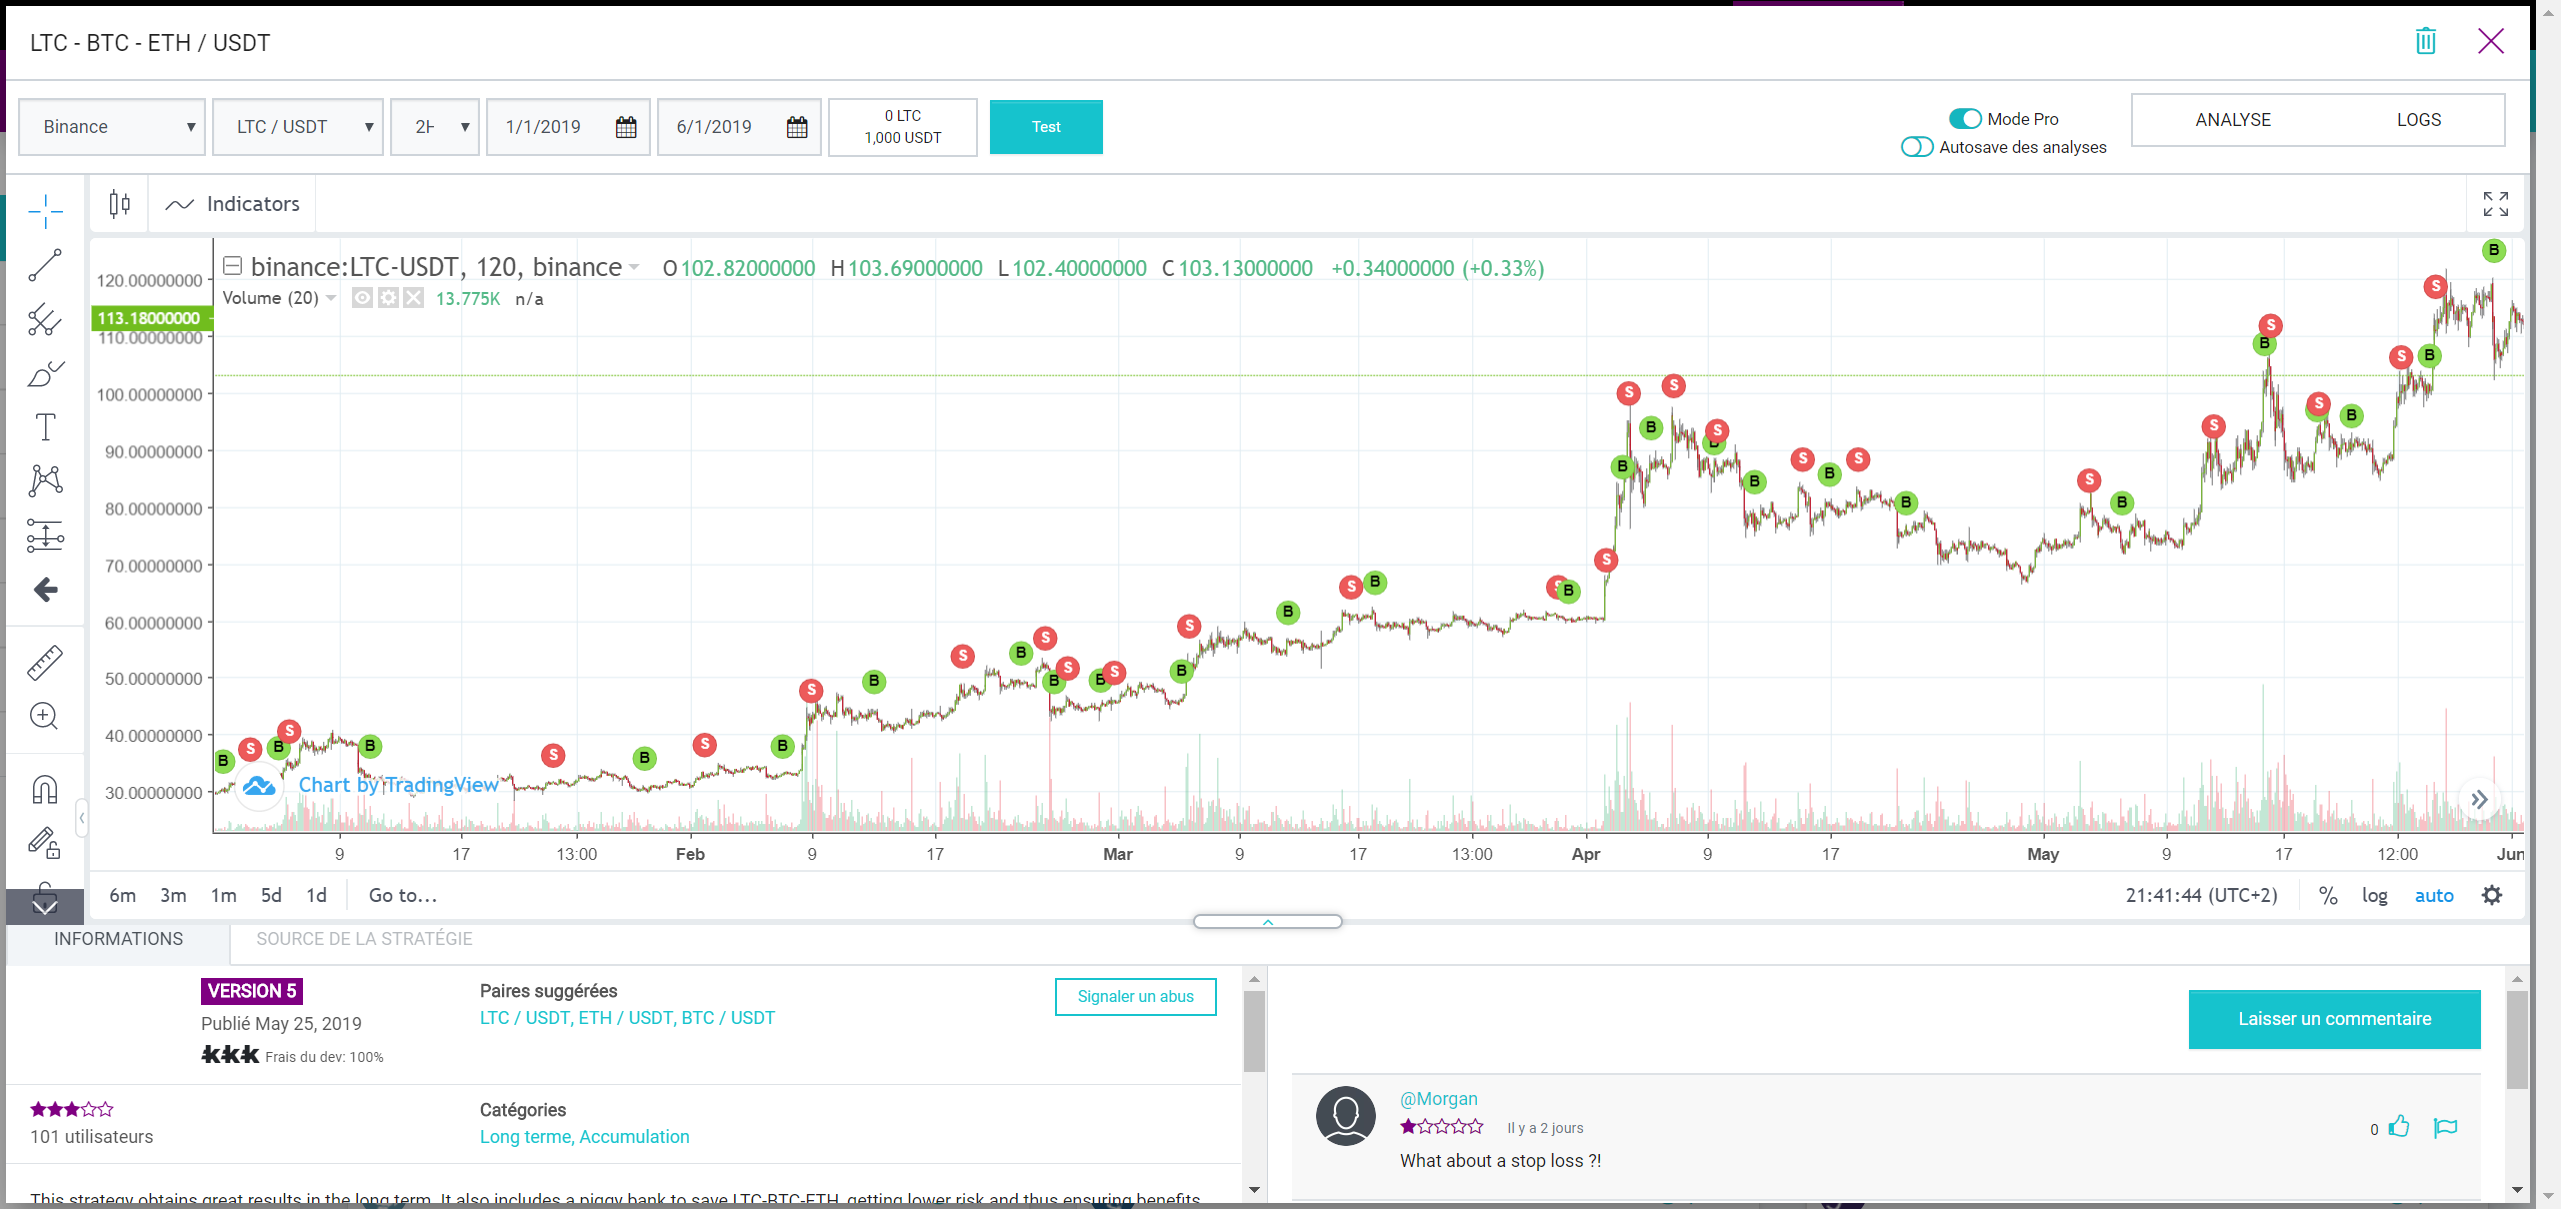 LTC - BTC - ETH / USDT
Binance
LTC / USDT
2H
1/1/2019
6/1/2019
0 LTC
1,000 USDT
Test
Mode Pro
Autosave des analyses
ANALYSE
LOGS
Indicators
binance:LTC-USDT, 120, binance O 102.82000000 H 103.69000000 L 102.40000000 C 103.13000000 +0.34000000 (+0.33%)
Volume (20) 13.775K n/a
120.00000000
113.18000000
110.00000000
100.00000000
90.00000000
80.00000000
70.00000000
60.00000000
50.00000000
40.00000000
30.00000000
Chart by TradingView
9 17 13:00 Feb 9 17 Mar 9 17 13:00 Apr 9 17 May 9 17 12:00 Jun
6m 3m 1m 5d 1d Go to...
21:41:44 (UTC+2) % log auto
INFORMATIONS
SOURCE DE LA STRATÉGIE
VERSION 5
Publié May 25, 2019
Frais du dev: 100%
Paires suggérées
LTC / USDT, ETH / USDT, BTC / USDT
Signaler un abus
101 utilisateurs
Catégories
Long terme, Accumulation
This strategy obtains great results in the long term. It also includes a piggy bank to save LTC-BTC-ETH, getting lower risk and thus ensuring benefits
Laisser un commentaire
@Morgan
Il y a 2 jours
0
What about a stop loss ?!